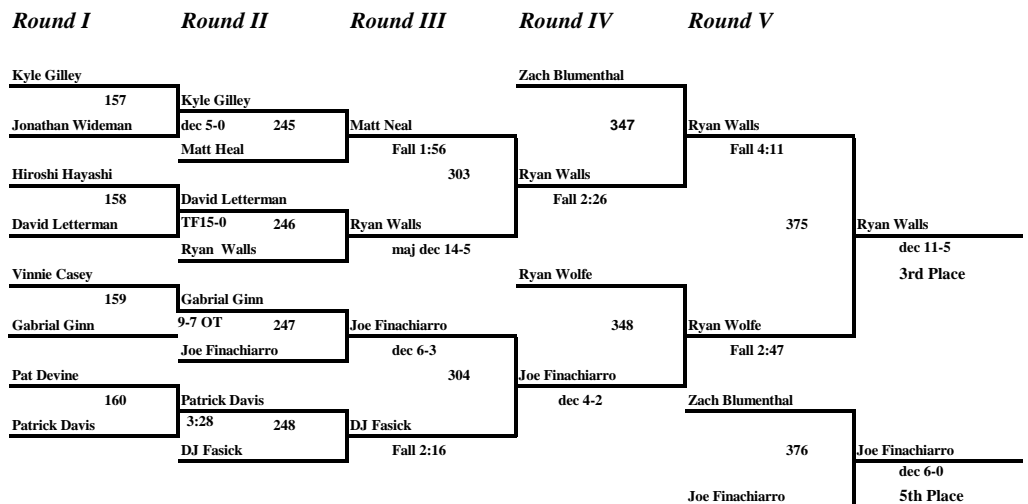 Round I Round II Round III Round IV Round V
Kyle Gilley Zach Blumenthal
157 Kyle Gilley
Jonathan Wideman dec 5-0 245 Matt Neal 347 Ryan Walls
Matt Heal Fall 1:56 Fall 4:11
Hiroshi Hayashi 303 Ryan Walls
158 David Letterman Fall 2:26
David Letterman TF15-0 246 Ryan Walls 375 Ryan Walls
Ryan Walls maj dec 14-5 dec 11-5
Vinnie Casey Ryan Wolfe 3rd Place
159 Gabrial Ginn
Gabrial Ginn 9-7 OT 247 Joe Finachiarro 348 Ryan Wolfe
Joe Finachiarro dec 6-3 Fall 2:47
Pat Devine 304 Joe Finachiarro
160 Patrick Davis dec 4-2 Zach Blumenthal
Patrick Davis 3:28 248 DJ Fasick
DJ Fasick Fall 2:16 376 Joe Finachiarro
dec 6-0
Joe Finachiarro 5th Place